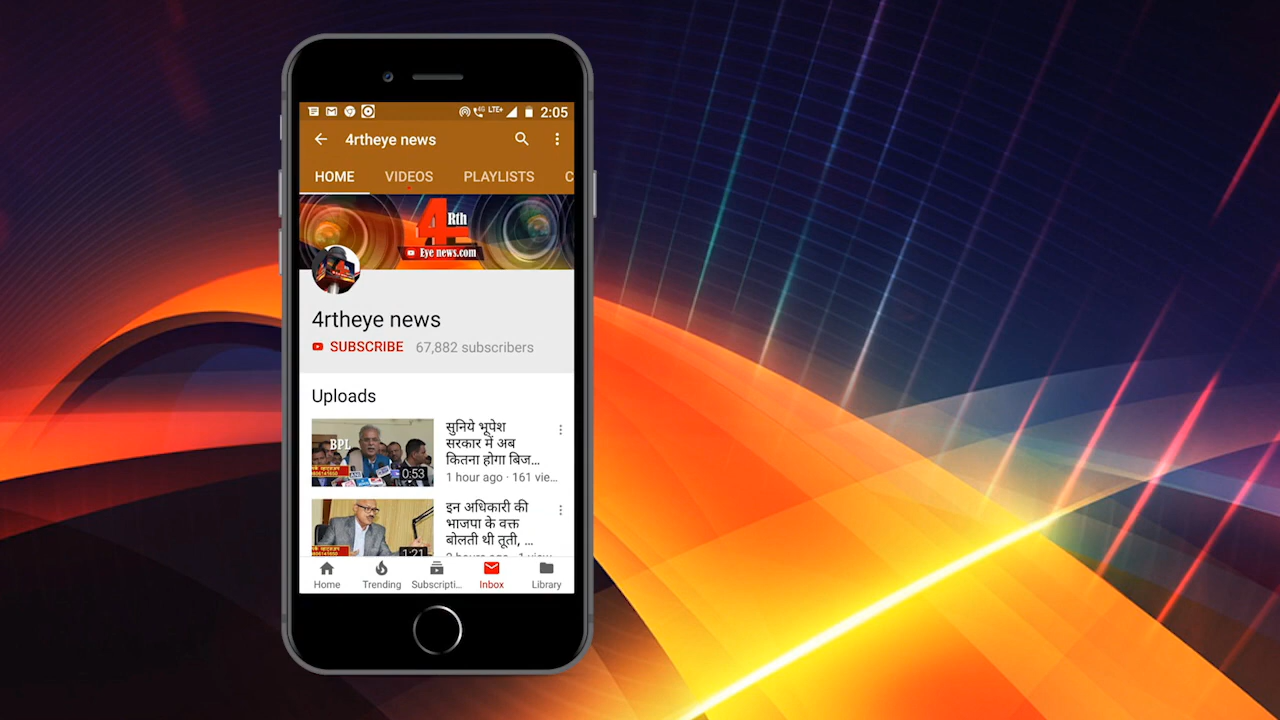 4G LTE+ 2:05
4rtheye news
HOME VIDEOS PLAYLISTS C
4 Rth
Eye news.com
4rtheye news
SUBSCRIBE 67,882 subscribers
Uploads
BPL
0:53
सुनिये भूपेश
सरकार में अब
कितना होगा बिज...
1 hour ago · 161 vie...
1:21
इन अधिकारी की
भाजपा के वक्त
बोलती थी तूती, ...
Home Trending Subscripti... Inbox Library